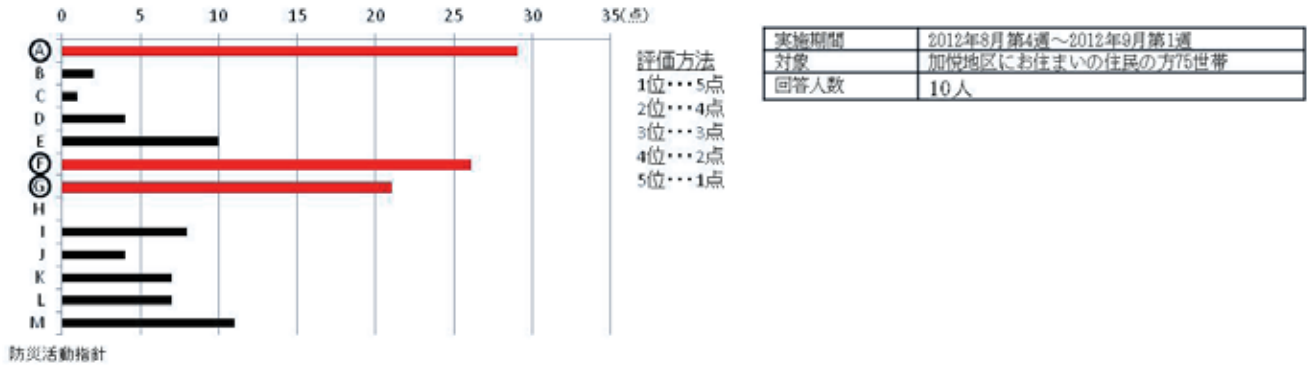 0 5 10 15 20 25 30 35(点)
A
B
C
D
E
F
G
H
I
J
K
L
M
防災活動指針
評価方法
1位・・・5点
2位・・・4点
3位・・・3点
4位・・・2点
5位・・・1点
実施期間 2012年8月第4週～2012年9月第1週
対象 加悦地区にお住まいの住民の方75世帯
回答人数 10人